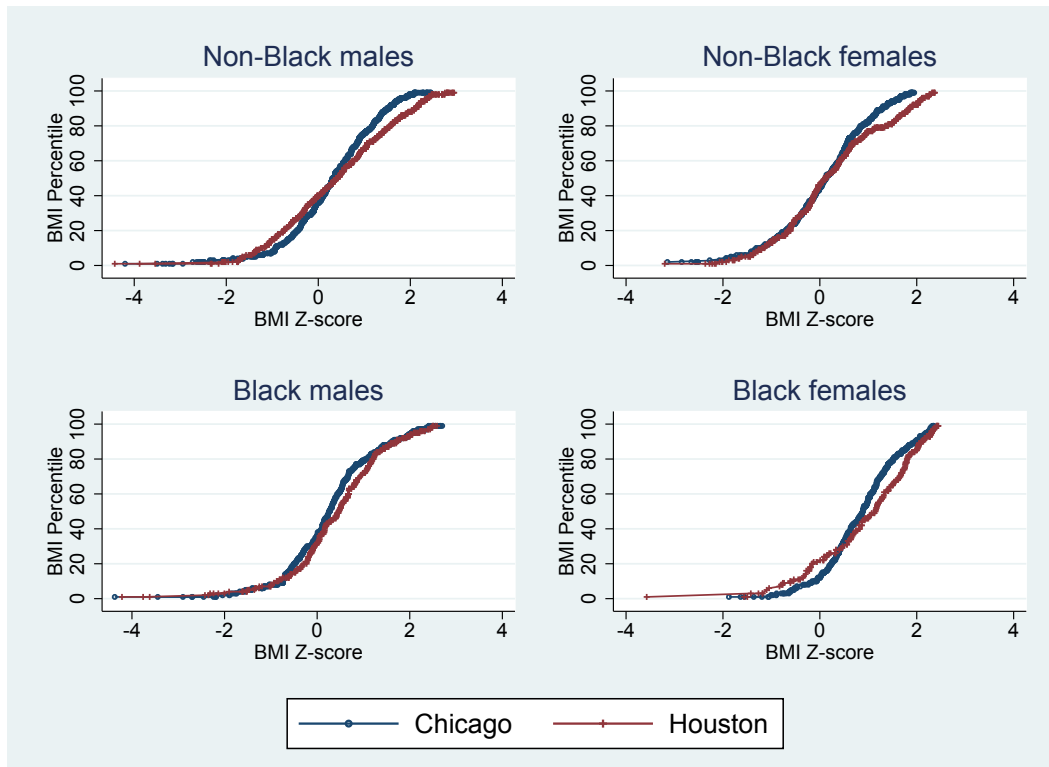 Non-Black males
BMI Percentile
0 20 40 60 80 100
-4 -2 0 2 4
BMI Z-score
Non-Black females
BMI Percentile
0 20 40 60 80 100
-4 -2 0 2 4
BMI Z-score
Black males
BMI Percentile
0 20 40 60 80 100
-4 -2 0 2 4
BMI Z-score
Black females
BMI Percentile
0 20 40 60 80 100
-4 -2 0 2 4
BMI Z-score
Chicago Houston